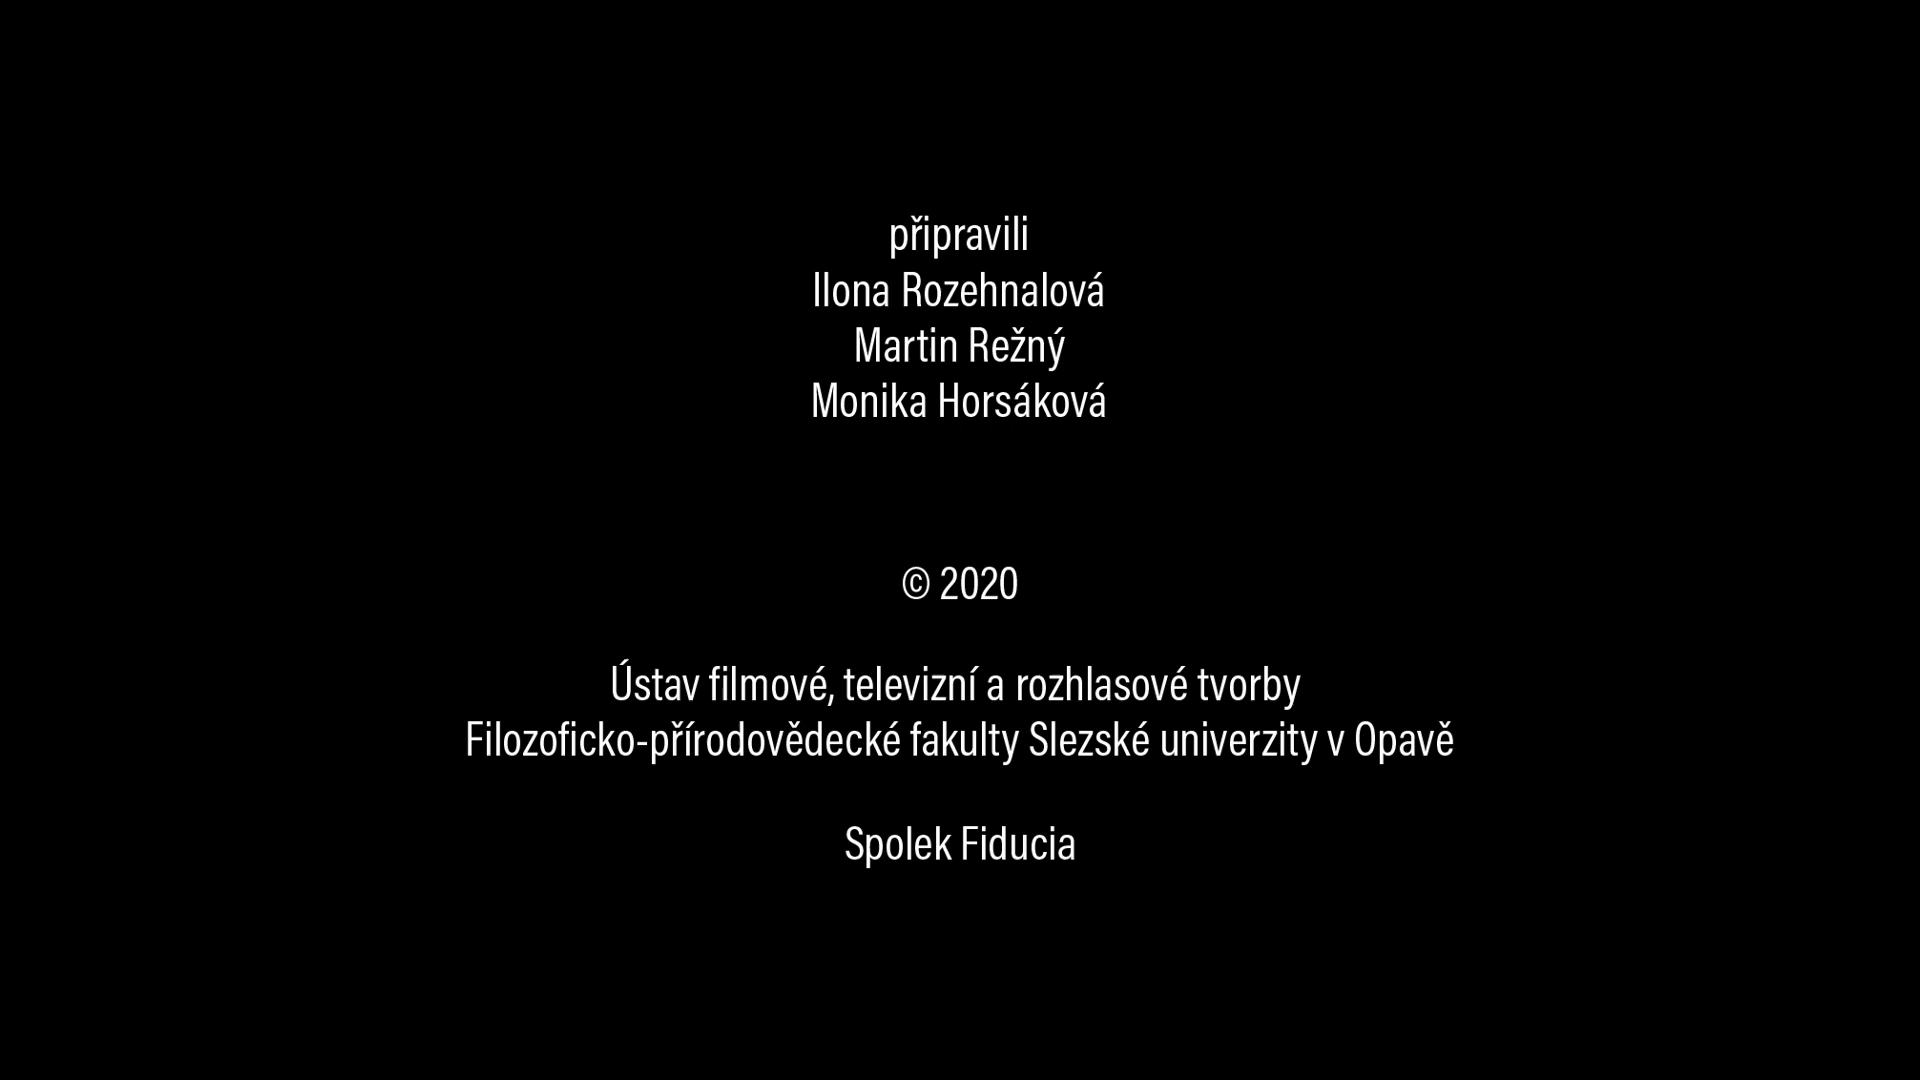 připravili
Ilona Rozehnalová
Martin Režný
Monika Horsáková
© 2020
Ústav filmové, televizní a rozhlasové tvorby
Filozoficko-přírodovědecké fakulty Slezské univerzity v Opavě
Spolek Fiducia